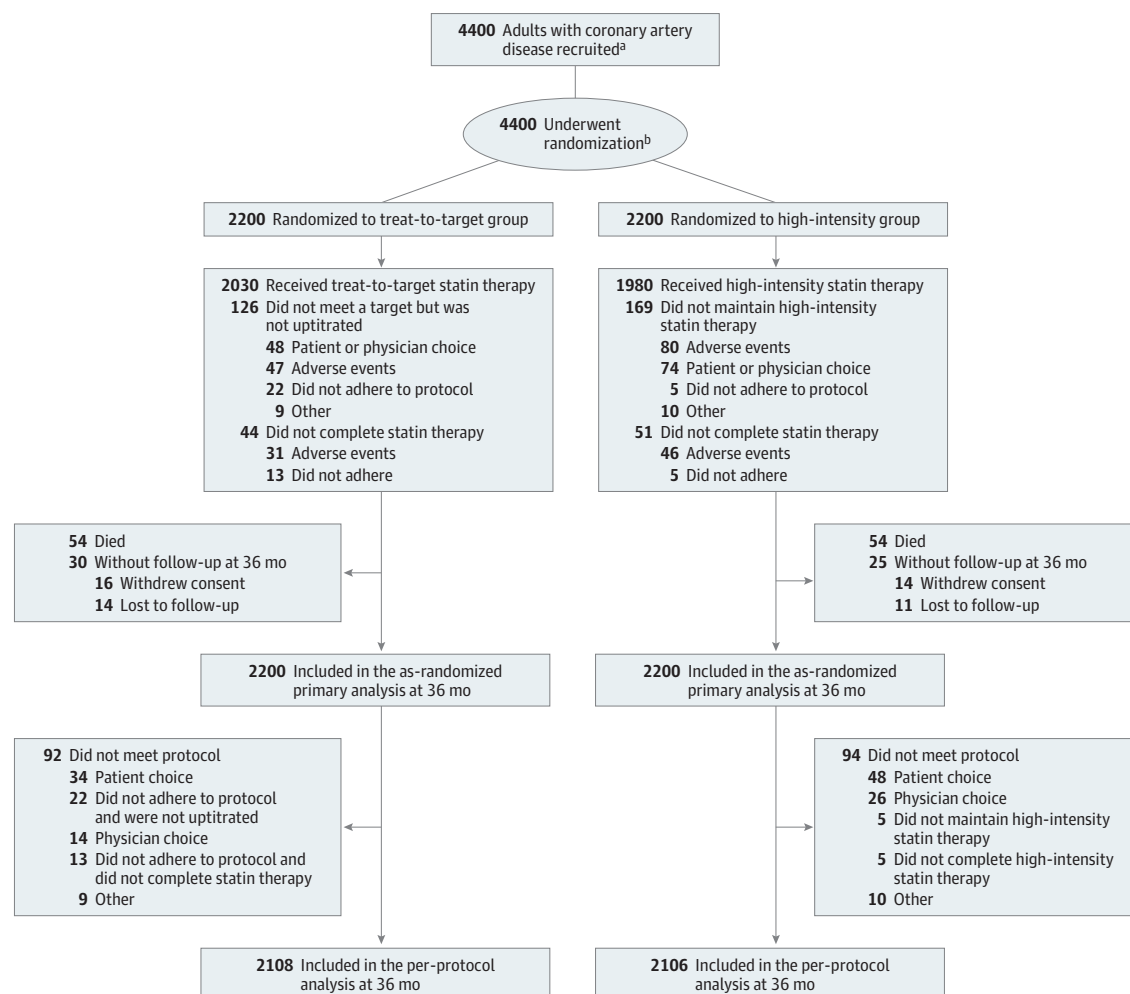 4400 Adults with coronary artery
disease recruitedᵃ
4400 Underwent
randomizationᵇ
2200 Randomized to treat-to-target group
2200 Randomized to high-intensity group
2030 Received treat-to-target statin therapy
126 Did not meet a target but was
not uptitrated
48 Patient or physician choice
47 Adverse events
22 Did not adhere to protocol
9 Other
44 Did not complete statin therapy
31 Adverse events
13 Did not adhere
1980 Received high-intensity statin therapy
169 Did not maintain high-intensity
statin therapy
80 Adverse events
74 Patient or physician choice
5 Did not adhere to protocol
10 Other
51 Did not complete statin therapy
46 Adverse events
5 Did not adhere
54 Died
30 Without follow-up at 36 mo
16 Withdrew consent
14 Lost to follow-up
54 Died
25 Without follow-up at 36 mo
14 Withdrew consent
11 Lost to follow-up
2200 Included in the as-randomized
primary analysis at 36 mo
2200 Included in the as-randomized
primary analysis at 36 mo
92 Did not meet protocol
34 Patient choice
22 Did not adhere to protocol
and were not uptitrated
14 Physician choice
13 Did not adhere to protocol and
did not complete statin therapy
9 Other
94 Did not meet protocol
48 Patient choice
26 Physician choice
5 Did not maintain high-intensity
statin therapy
5 Did not complete high-intensity
statin therapy
10 Other
2108 Included in the per-protocol
analysis at 36 mo
2106 Included in the per-protocol
analysis at 36 mo